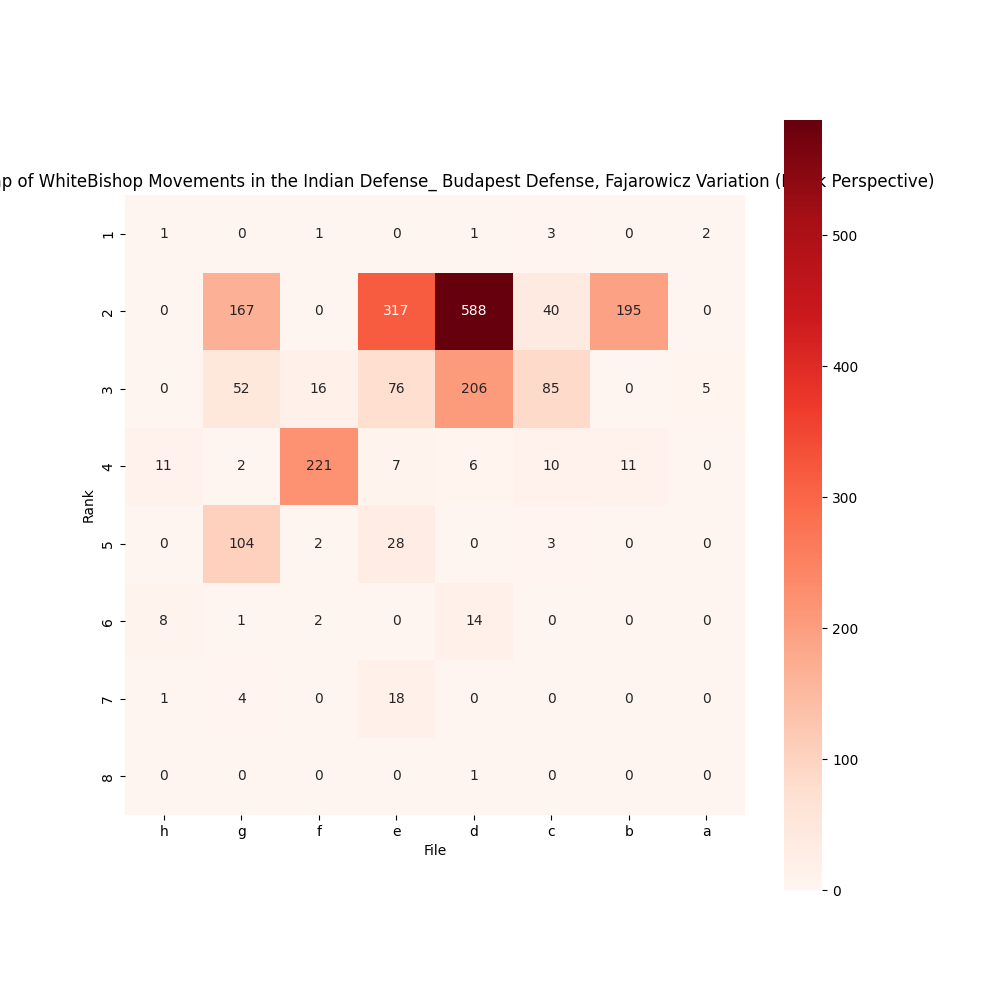 p of WhiteBishop Movements in the Indian Defense_ Budapest Defense, Fajarowicz Variation ( Perspective)
1 1 0 1 0 1 3 0 2
2 0 167 0 317 588 40 195 0
3 0 52 16 76 206 85 0 5
4 11 2 221 7 6 10 11 0
5 0 104 2 28 0 3 0 0
6 8 1 2 0 14 0 0 0
7 1 4 0 18 0 0 0 0
8 0 0 0 0 1 0 0 0
h g f e d c b a
File
Rank
500
400
300
200
100
0